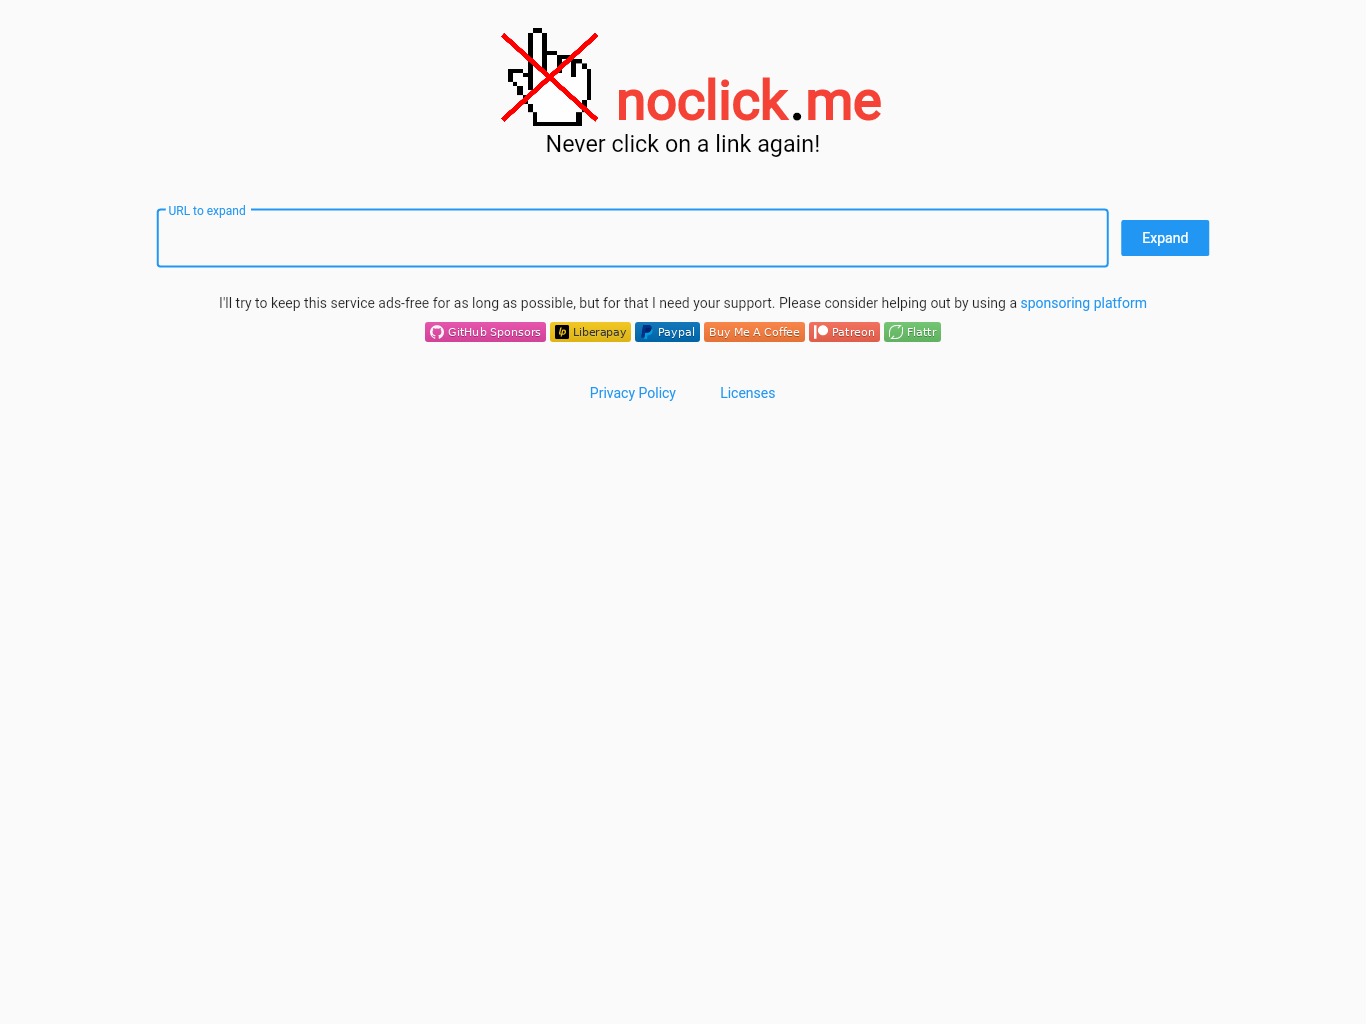 noclick.me
Never click on a link again!
URL to expand
Expand
I'll try to keep this service ads-free for as long as possible, but for that I need your support. Please consider helping out by using a sponsoring platform
GitHub Sponsors Liberapay Paypal Buy Me A Coffee Patreon Flattr
Privacy Policy Licenses